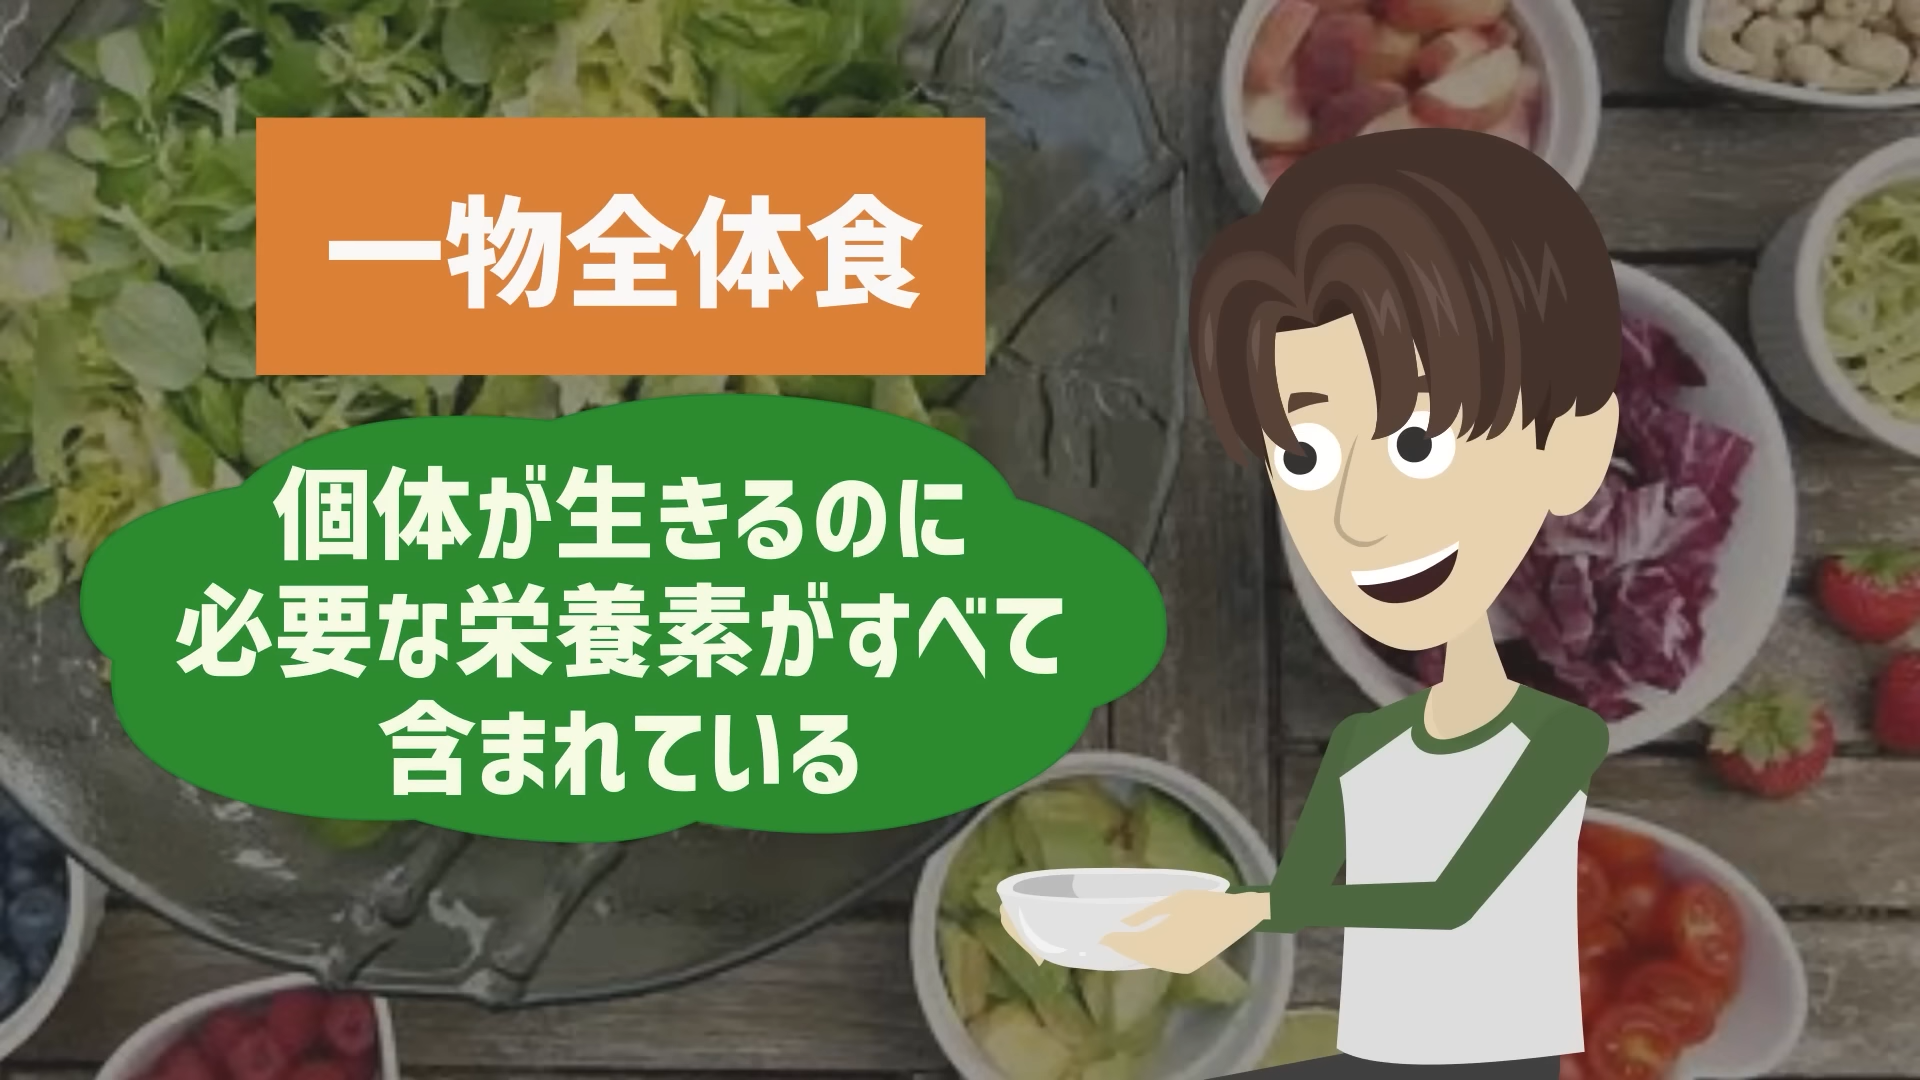 一物全体食
個体が生きるのに
必要な栄養素がすべて
含まれている